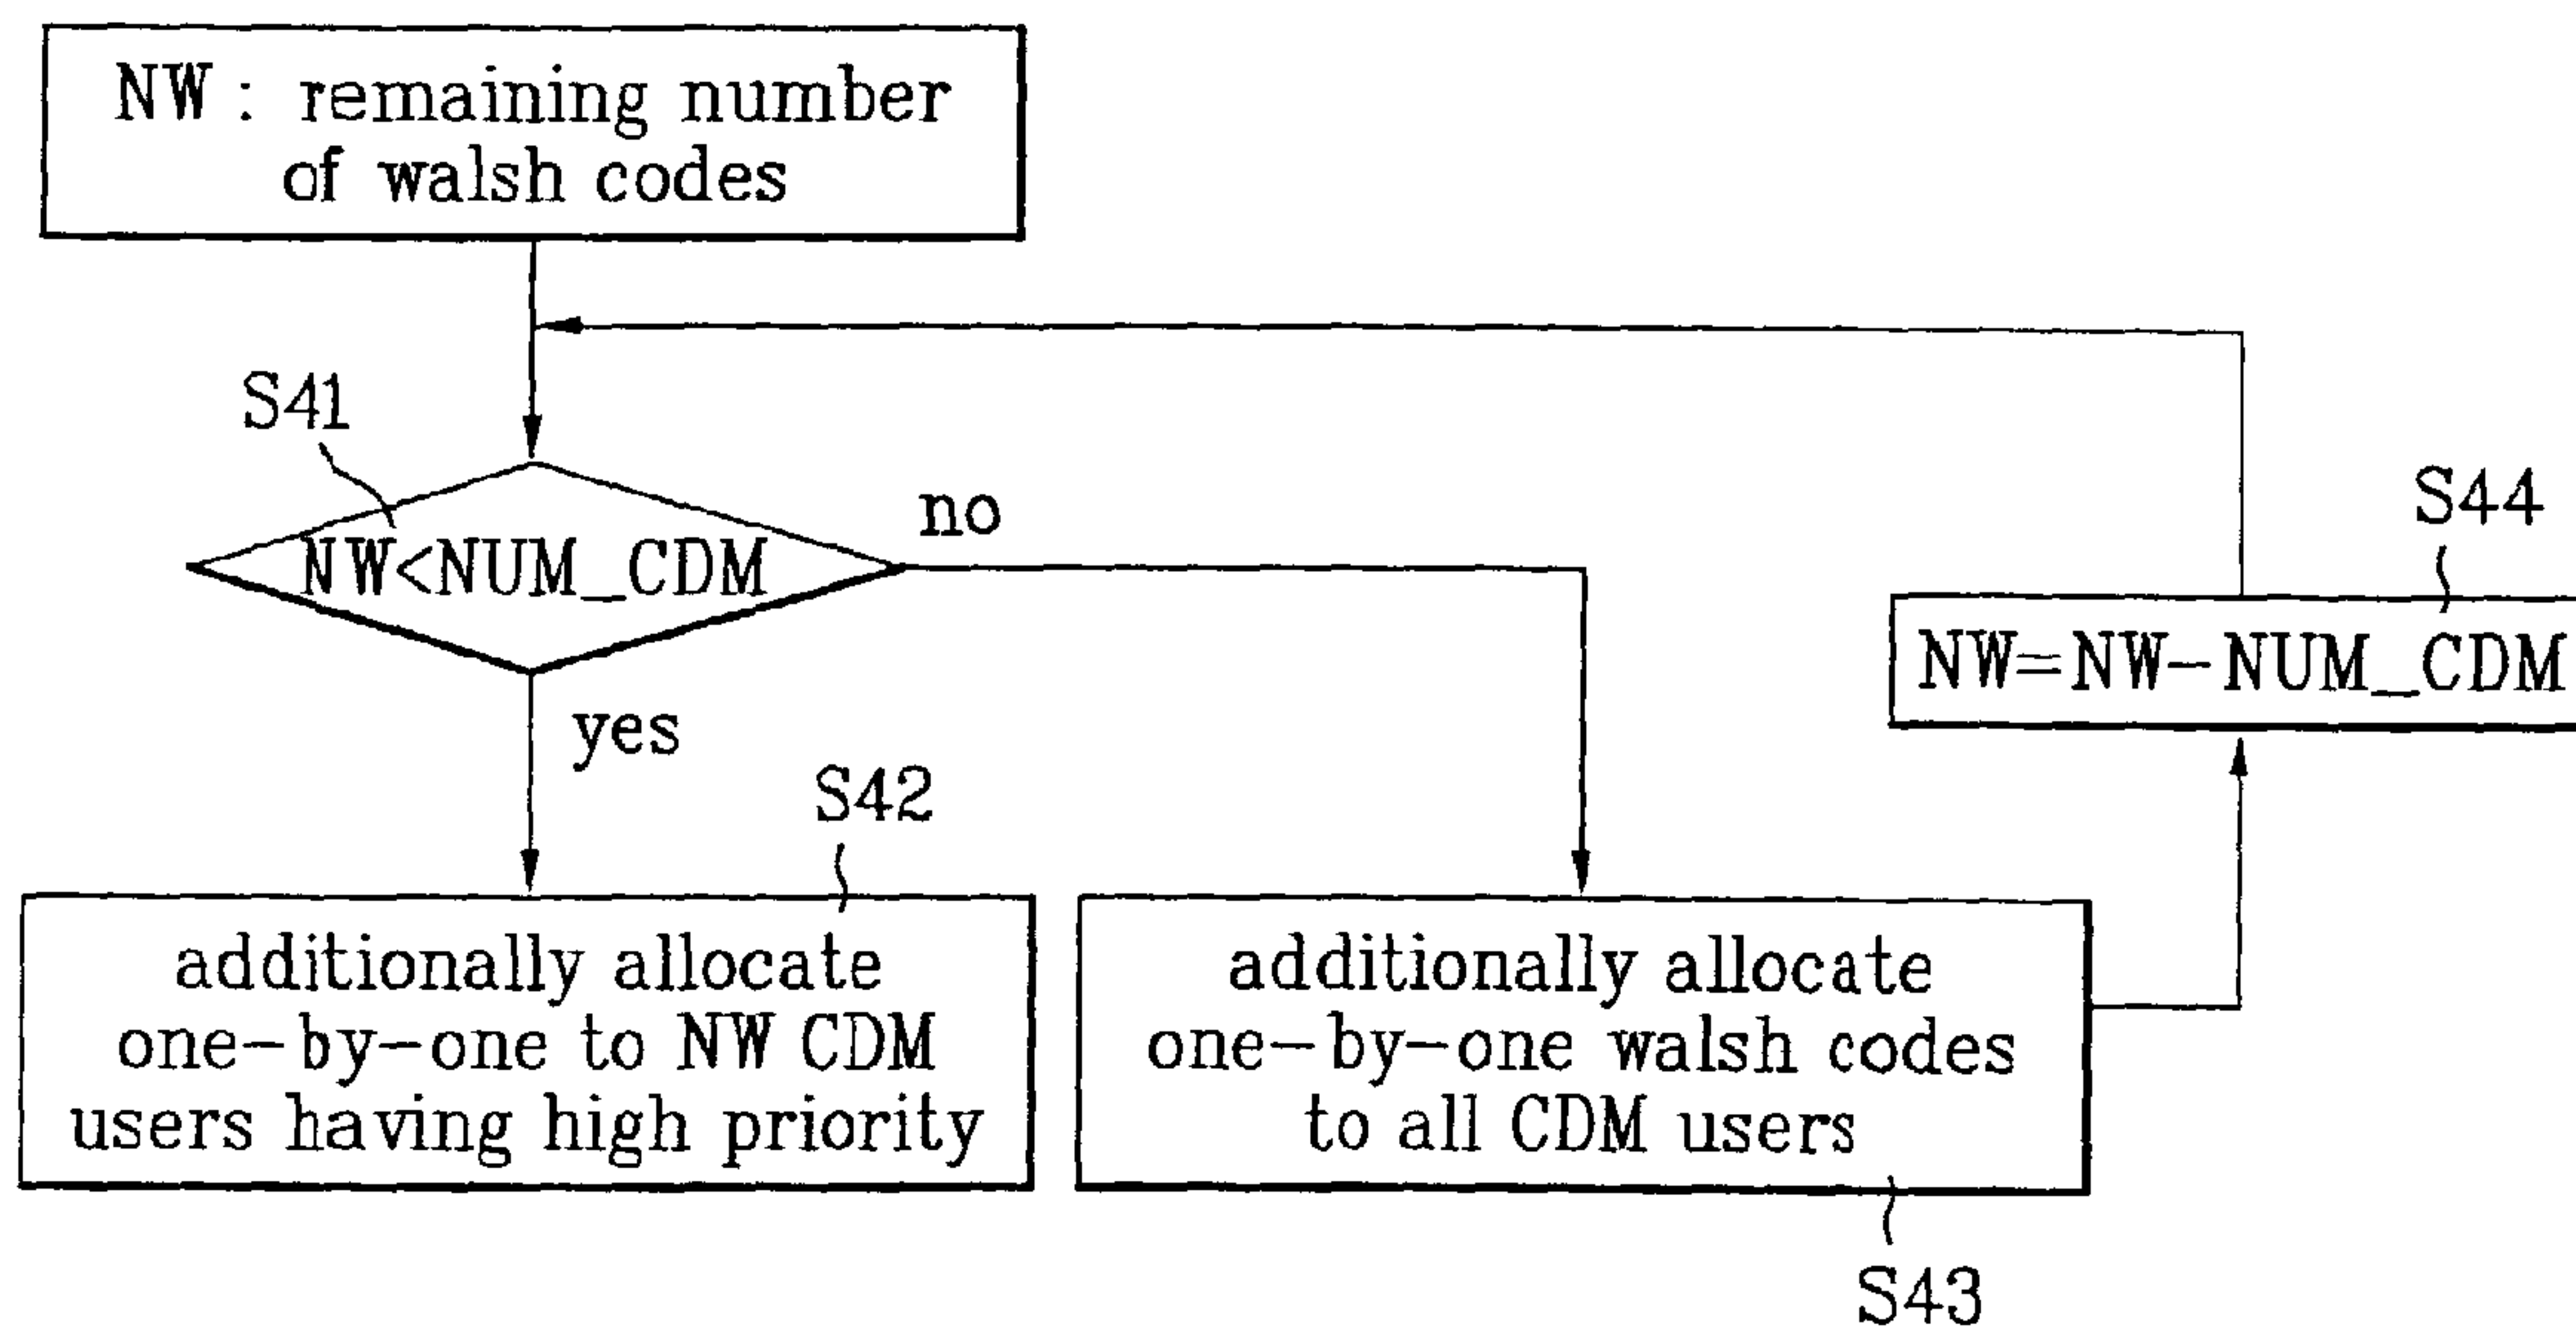 NW : remaining number
of walsh codes
S41
NW<NUM_CDM
no
yes
S44
NW=NW-NUM_CDM
S42
additionally allocate
one-by-one to NW CDM
users having high priority
additionally allocate
one-by-one walsh codes
to all CDM users
S43